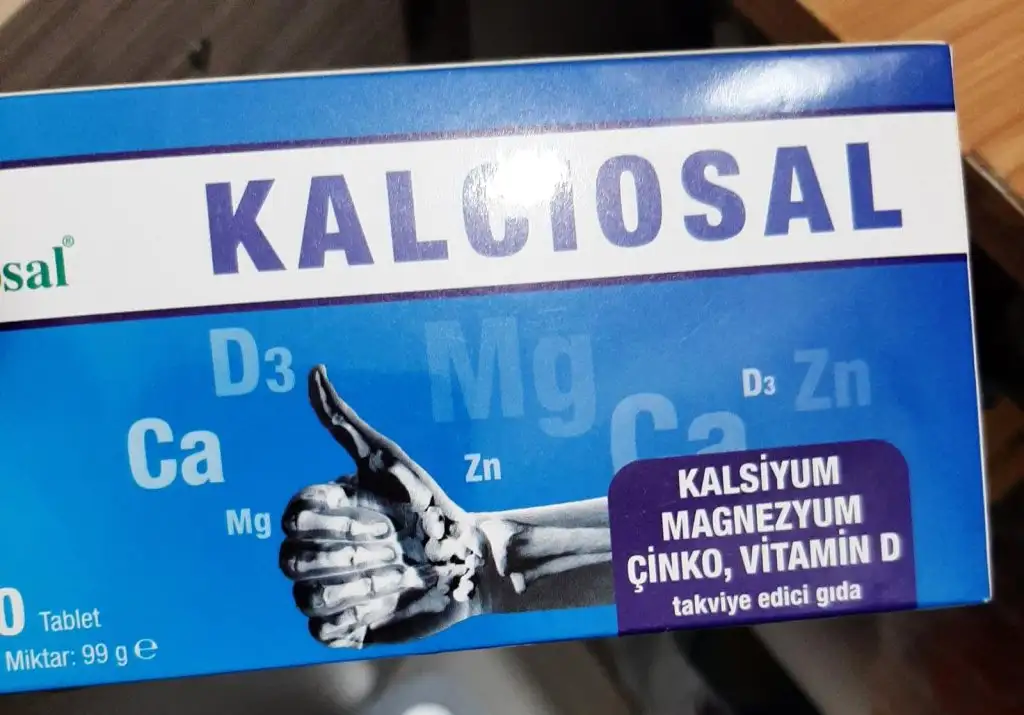 KALCIOSAL
sal®
D3
Mg
D3 Zn
Ca
Ca
Zn
Mg
KALSİYUM
MAGNEZYUM
ÇİNKO, VİTAMİN D
takviye edici gıda
0 Tablet
Miktar: 99 g ℮